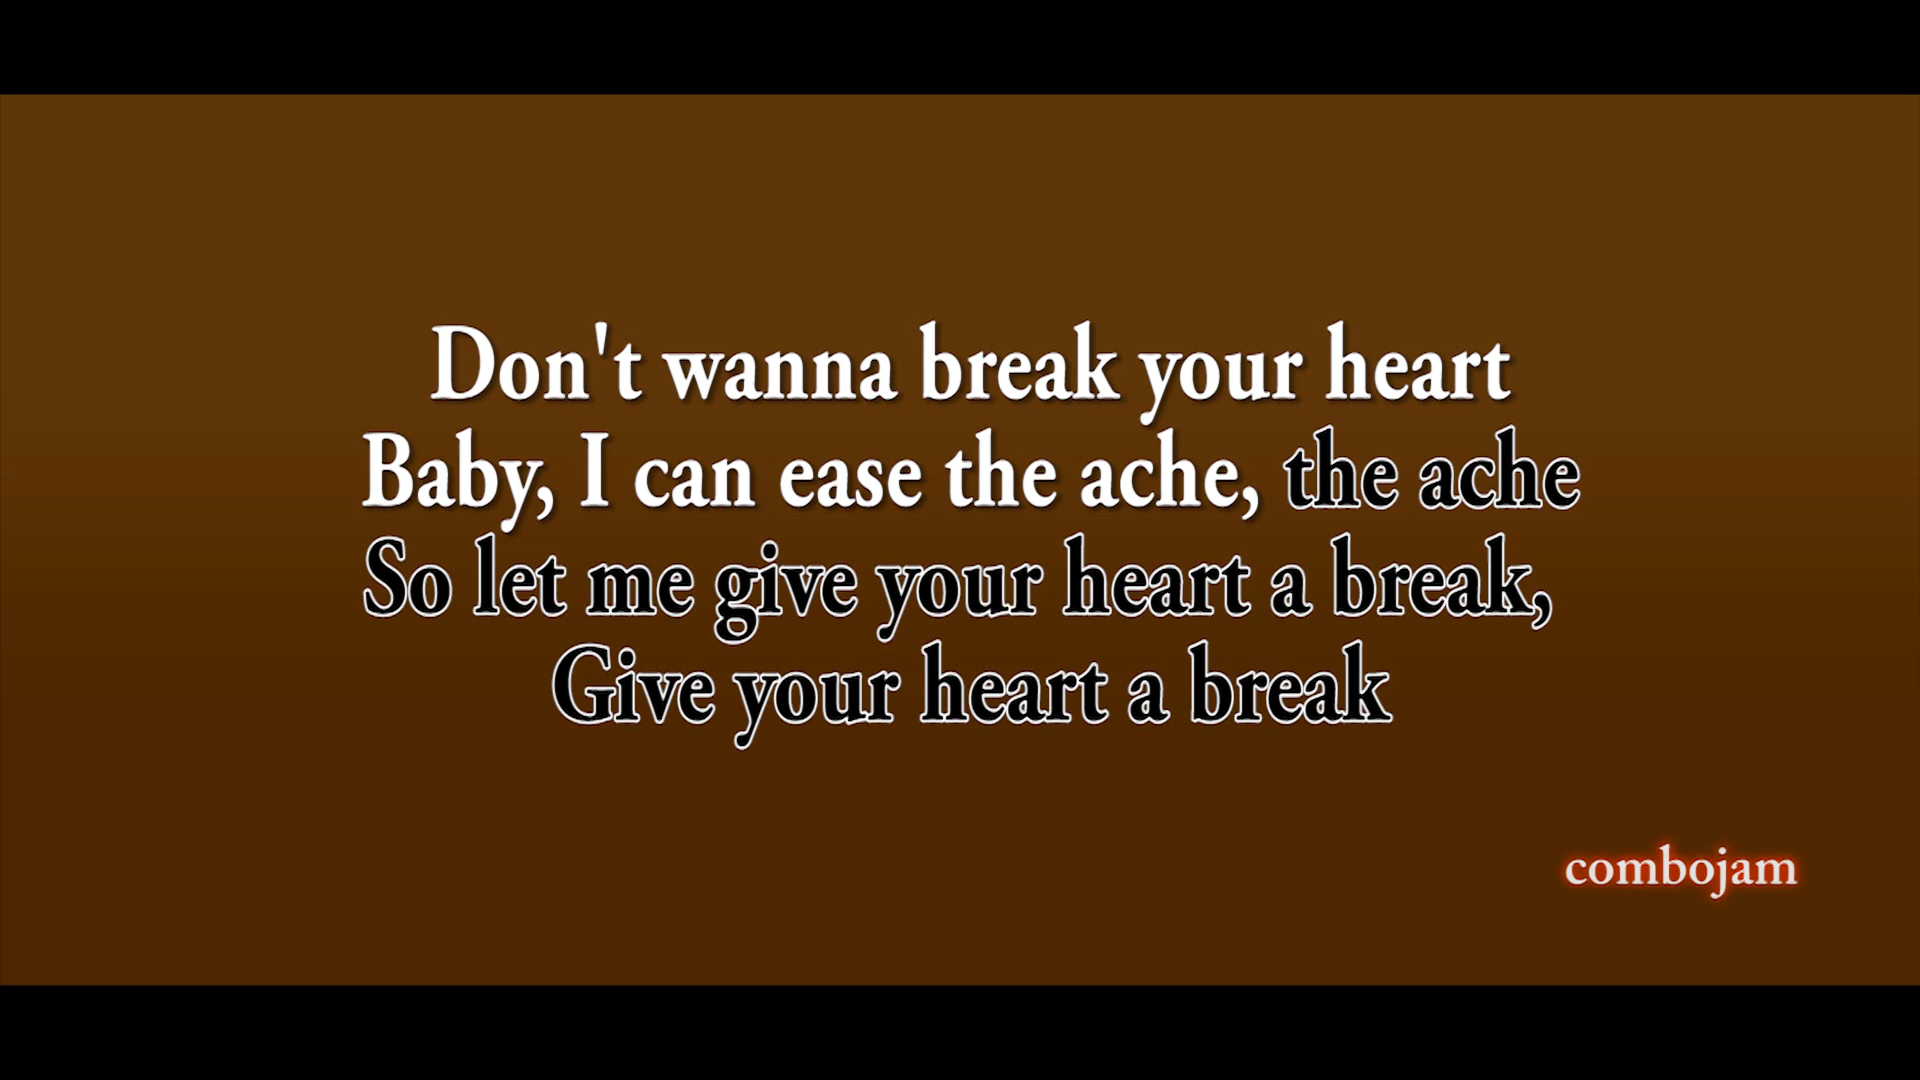 Don't wanna break your heart
Baby, I can ease the ache, the ache
So let me give your heart a break,
Give your heart a break
combojam